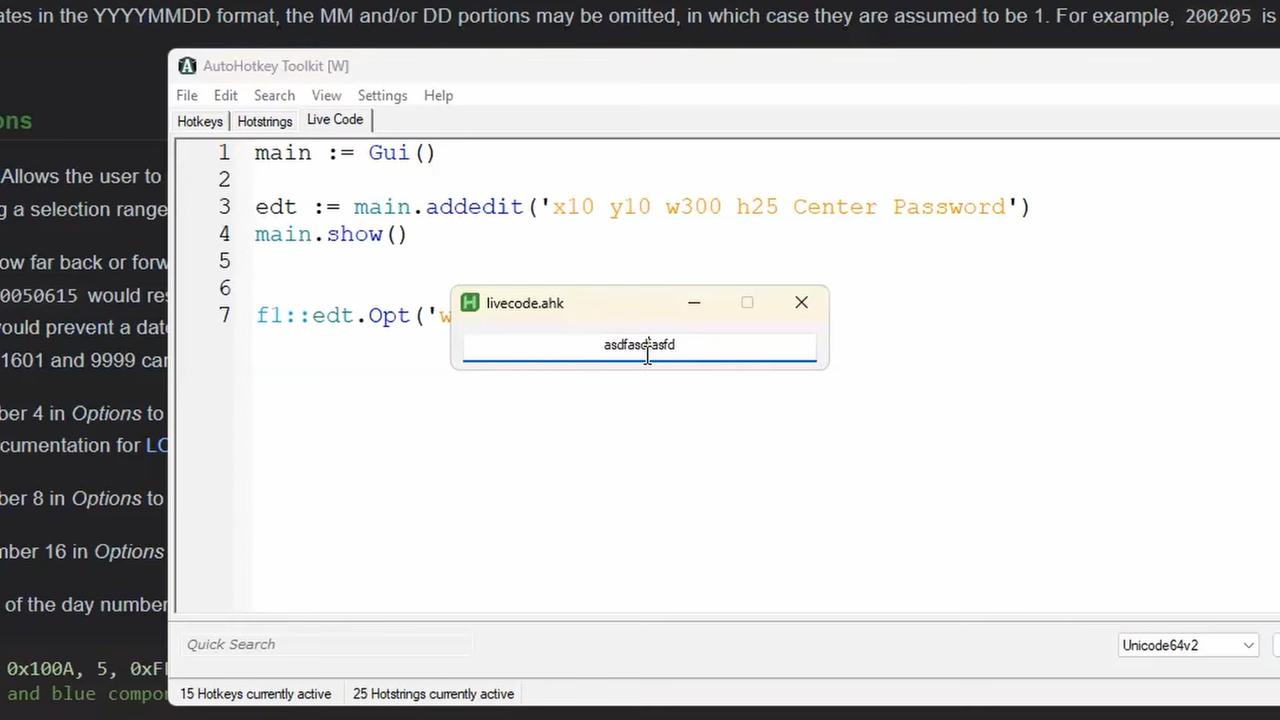 ates in the YYYYMMDD format, the MM and/or DD portions may be omitted, in which case they are assumed to be 1. For example, 200205 is
AutoHotkey Toolkit [W]
File Edit Search View Settings Help
ons
Hotkeys Hotstrings Live Code
1 main := Gui()
Allows the user to
2
g a selection range
3 edt := main.addedit('x10 y10 w300 h25 Center Password')
4 main.show()
ow far back or forw
5
0050615 would res
6
livecode.ahk
7 f1::edt.Opt('w
ould prevent a dat
asdfasd asfd
1601 and 9999 can
ber 4 in Options to
cumentation for LO
ber 8 in Options to
mber 16 in Options
of the day number
Quick Search
Unicode64v2
0x100A, 5, 0xFF
and blue compor
15 Hotkeys currently active 25 Hotstrings currently active